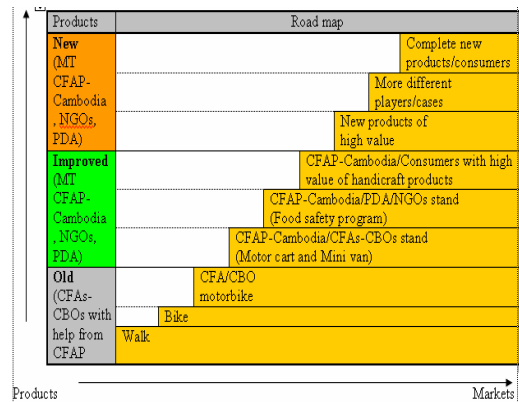 Products
Road map
New
(MT
CFAP-
Cambodia
, NGOs,
PDA)
Complete new
products/consumers
More different
players/cases
New products of
high value
Improved
(MT
CFAP-
Cambodia
, NGOs,
PDA)
CFAP-Cambodia/Consumers with high
value of handicraft products
CFAP-Cambodia/PDA/NGOs stand
(Food safety program)
CFAP-Cambodia/CFAs-CBOs stand
(Motor cart and Mini van)
Old
(CFAs-
CBOs with
help from
CFAP
CFA/CBO
motorbike
Bike
Walk
Products
Markets